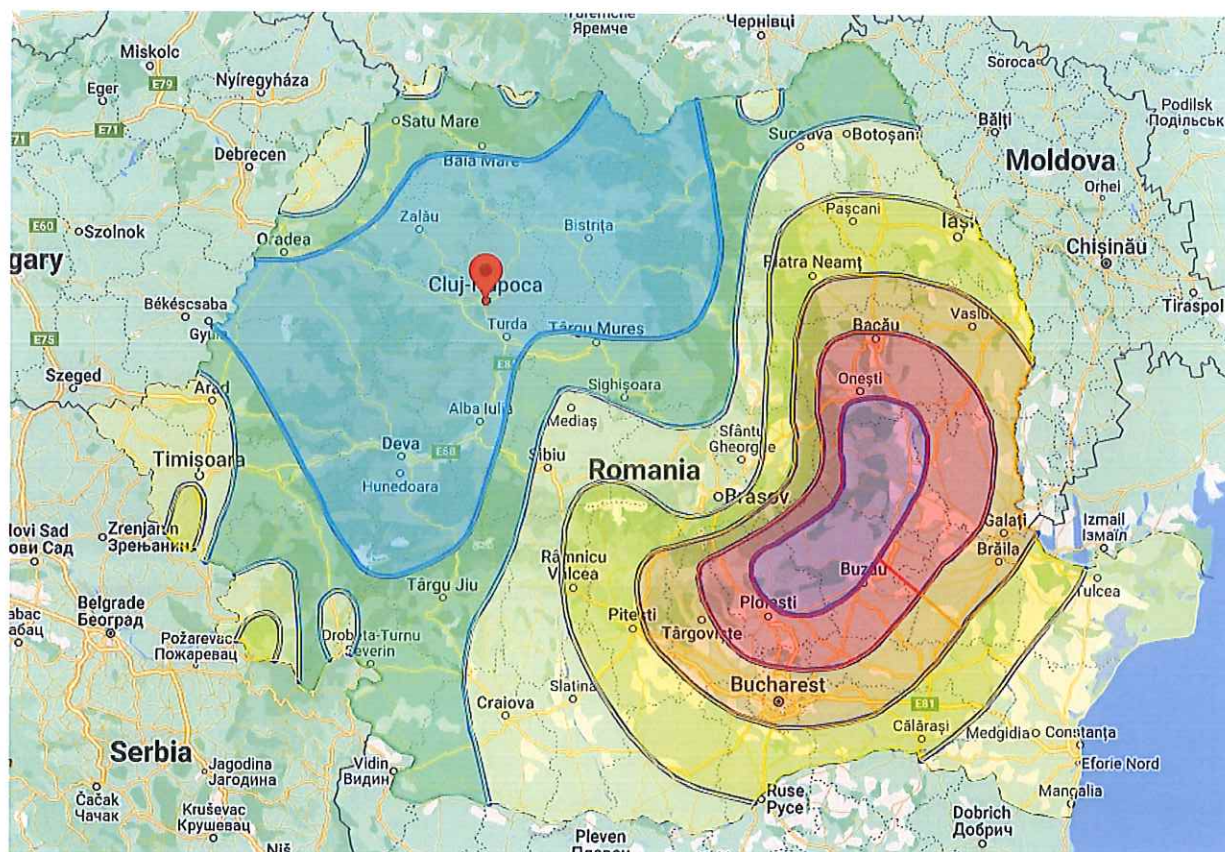 Яремче
Чернівці
Miskolc
E79
Nyíregyháza
Eger
E71
71
Debrecen
Satu Mare
Baia Mare
Suceava
Botoșani
Soroca
Bălți
Podilsk
Подільськ
Moldova
Orhei
E60
Szolnok
gary
Oradea
Zalău
Bistrița
Pașcani
Iași
Chișinău
Piatra Neamț
Tiraspol
Cluj-Napoca
Békéscsaba
Gyula
E75
Turda
Târgu Mureș
Bacău
Vaslui
Szeged
Arad
Sighișoara
Onești
Alba Iulia
Mediaș
Deva
E68
Sfântu
Gheorghe
Timișoara
Hunedoara
Sibiu
Romania
Brașov
Novi Sad
Нови Сад
Zrenjanin
Зрењанин
Galați
Brăila
Izmail
Ізмаїл
Râmnicu
Vâlcea
Târgu Jiu
Buzău
Tulcea
Belgrade
Београд
Pitești
Ploiești
Târgoviște
Požarevac
Пожаревац
Drobeta-Turnu
Severin
Bucharest
Slatina
Craiova
E81
Călărași
Medgidia
Constanța
Serbia
Jagodina
Јагодина
Vidin
Видин
Eforie Nord
Čačak
Чачак
Kruševac
Крушевац
Ruse
Русе
Mangalia
Dobrich
Добрич
Pleven
Niš